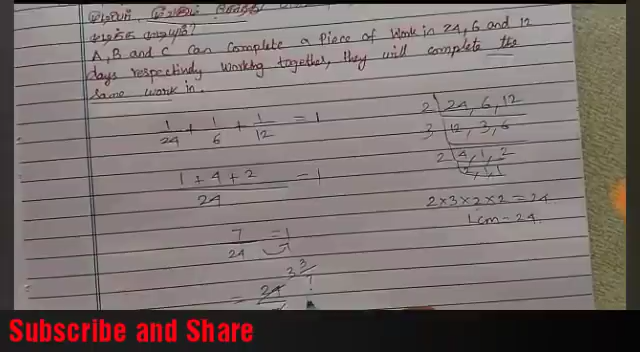 முடிக்க முடியும்?
A, B and C can complete a piece of work in 24, 6 and 12
days respectively working together, they will complete the
same work in.
1/24 + 1/6 + 1/12 = 1
2 | 24, 6, 12
3 | 12, 3, 6
2 | 4, 1, 2
2, 1, 1
1 + 4 + 2 / 24 = 1
2×3×2×2 = 24
Lcm = 24
7/24 = 1
= 24
3 3/7
Subscribe and Share